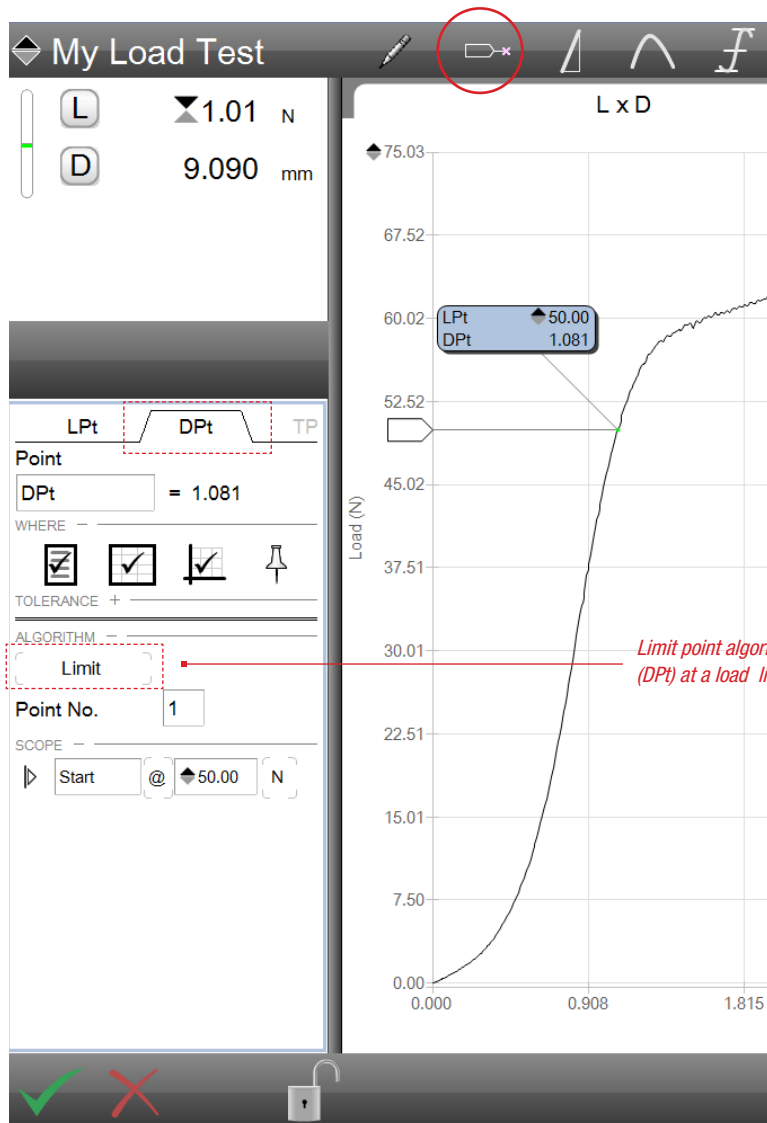 My Load Test
L 1.01 N
D 9.090 mm
LPt DPt TP
Point
DPt = 1.081
WHERE
TOLERANCE +
ALGORITHM
Limit
Point No. 1
SCOPE
Start @ 50.00 N
L x D
75.03
67.52
60.02
52.52
45.02
37.51
30.01
22.51
15.01
7.50
0.00
Load (N)
LPt 50.00
DPt 1.081
0.000 0.908 1.815
Limit point algor
(DPt) at a load li